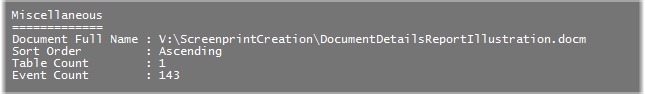 Miscellaneous
=============
Document Full Name : V:\ScreenprintCreation\DocumentDetailsReportIllustration.docm
Sort Order         : Ascending
Table Count        : 1
Event Count        : 143